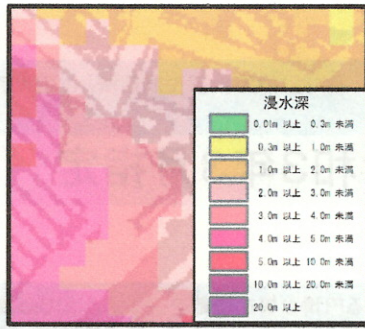 浸水深
0.01m 以上 0.3m 未満
0.3m 以上 1.0m 未満
1.0m 以上 2.0m 未満
2.0m 以上 3.0m 未満
3.0m 以上 4.0m 未満
4.0m 以上 5.0m 未満
5.0m 以上 10.0m 未満
10.0m 以上 20.0m 未満
20.0m 以上